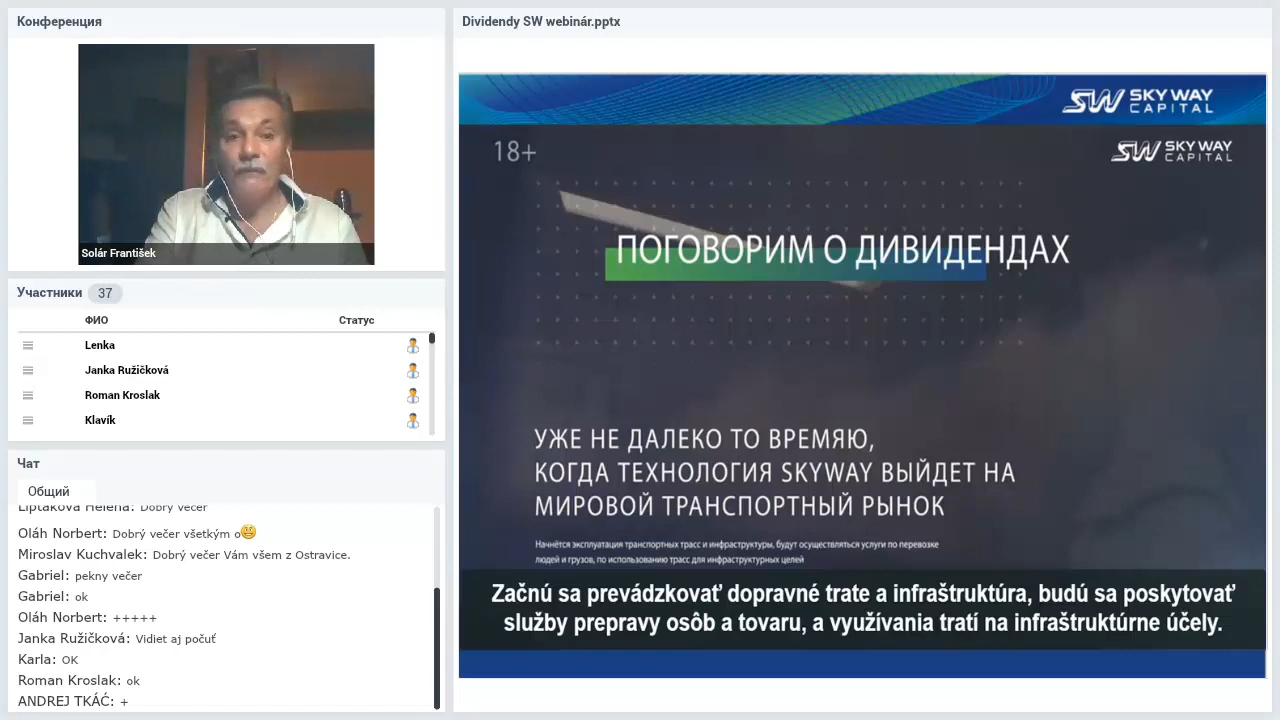 Конференция
Solár František
Участники 37
ФИО Статус
Lenka
Janka Ružičková
Roman Kroslak
Klavík
Чат
Общий
Liptáková Helena: Dobrý večer
Oláh Norbert: Dobrý večer všetkým o
Miroslav Kuchvalek: Dobrý večer Vám všem z Ostravice.
Gabriel: pekny večer
Gabriel: ok
Oláh Norbert: +++++
Janka Ružičková: Vidiet aj počuť
Karla: OK
Roman Kroslak: ok
ANDREJ TKÁČ: +
Dividendy SW webinár.pptx
SW SKY WAY
CAPITAL
18+
SW SKY WAY
CAPITAL
ПОГОВОРИМ О ДИВИДЕНДАХ
УЖЕ НЕ ДАЛЕКО ТО ВРЕМЯЮ,
КОГДА ТЕХНОЛОГИЯ SKYWAY ВЫЙДЕТ НА
МИРОВОЙ ТРАНСПОРТНЫЙ РЫНОК
Начнётся эксплуатация транспортных трасс и инфраструктуры, будут осуществляться услуги по перевозке
людей и грузов, по использованию трасс для инфраструктурных целей
Začnú sa prevádzkovať dopravné trate a infraštruktúra, budú sa poskytovať
služby prepravy osôb a tovaru, a využívania tratí na infraštruktúrne účely.